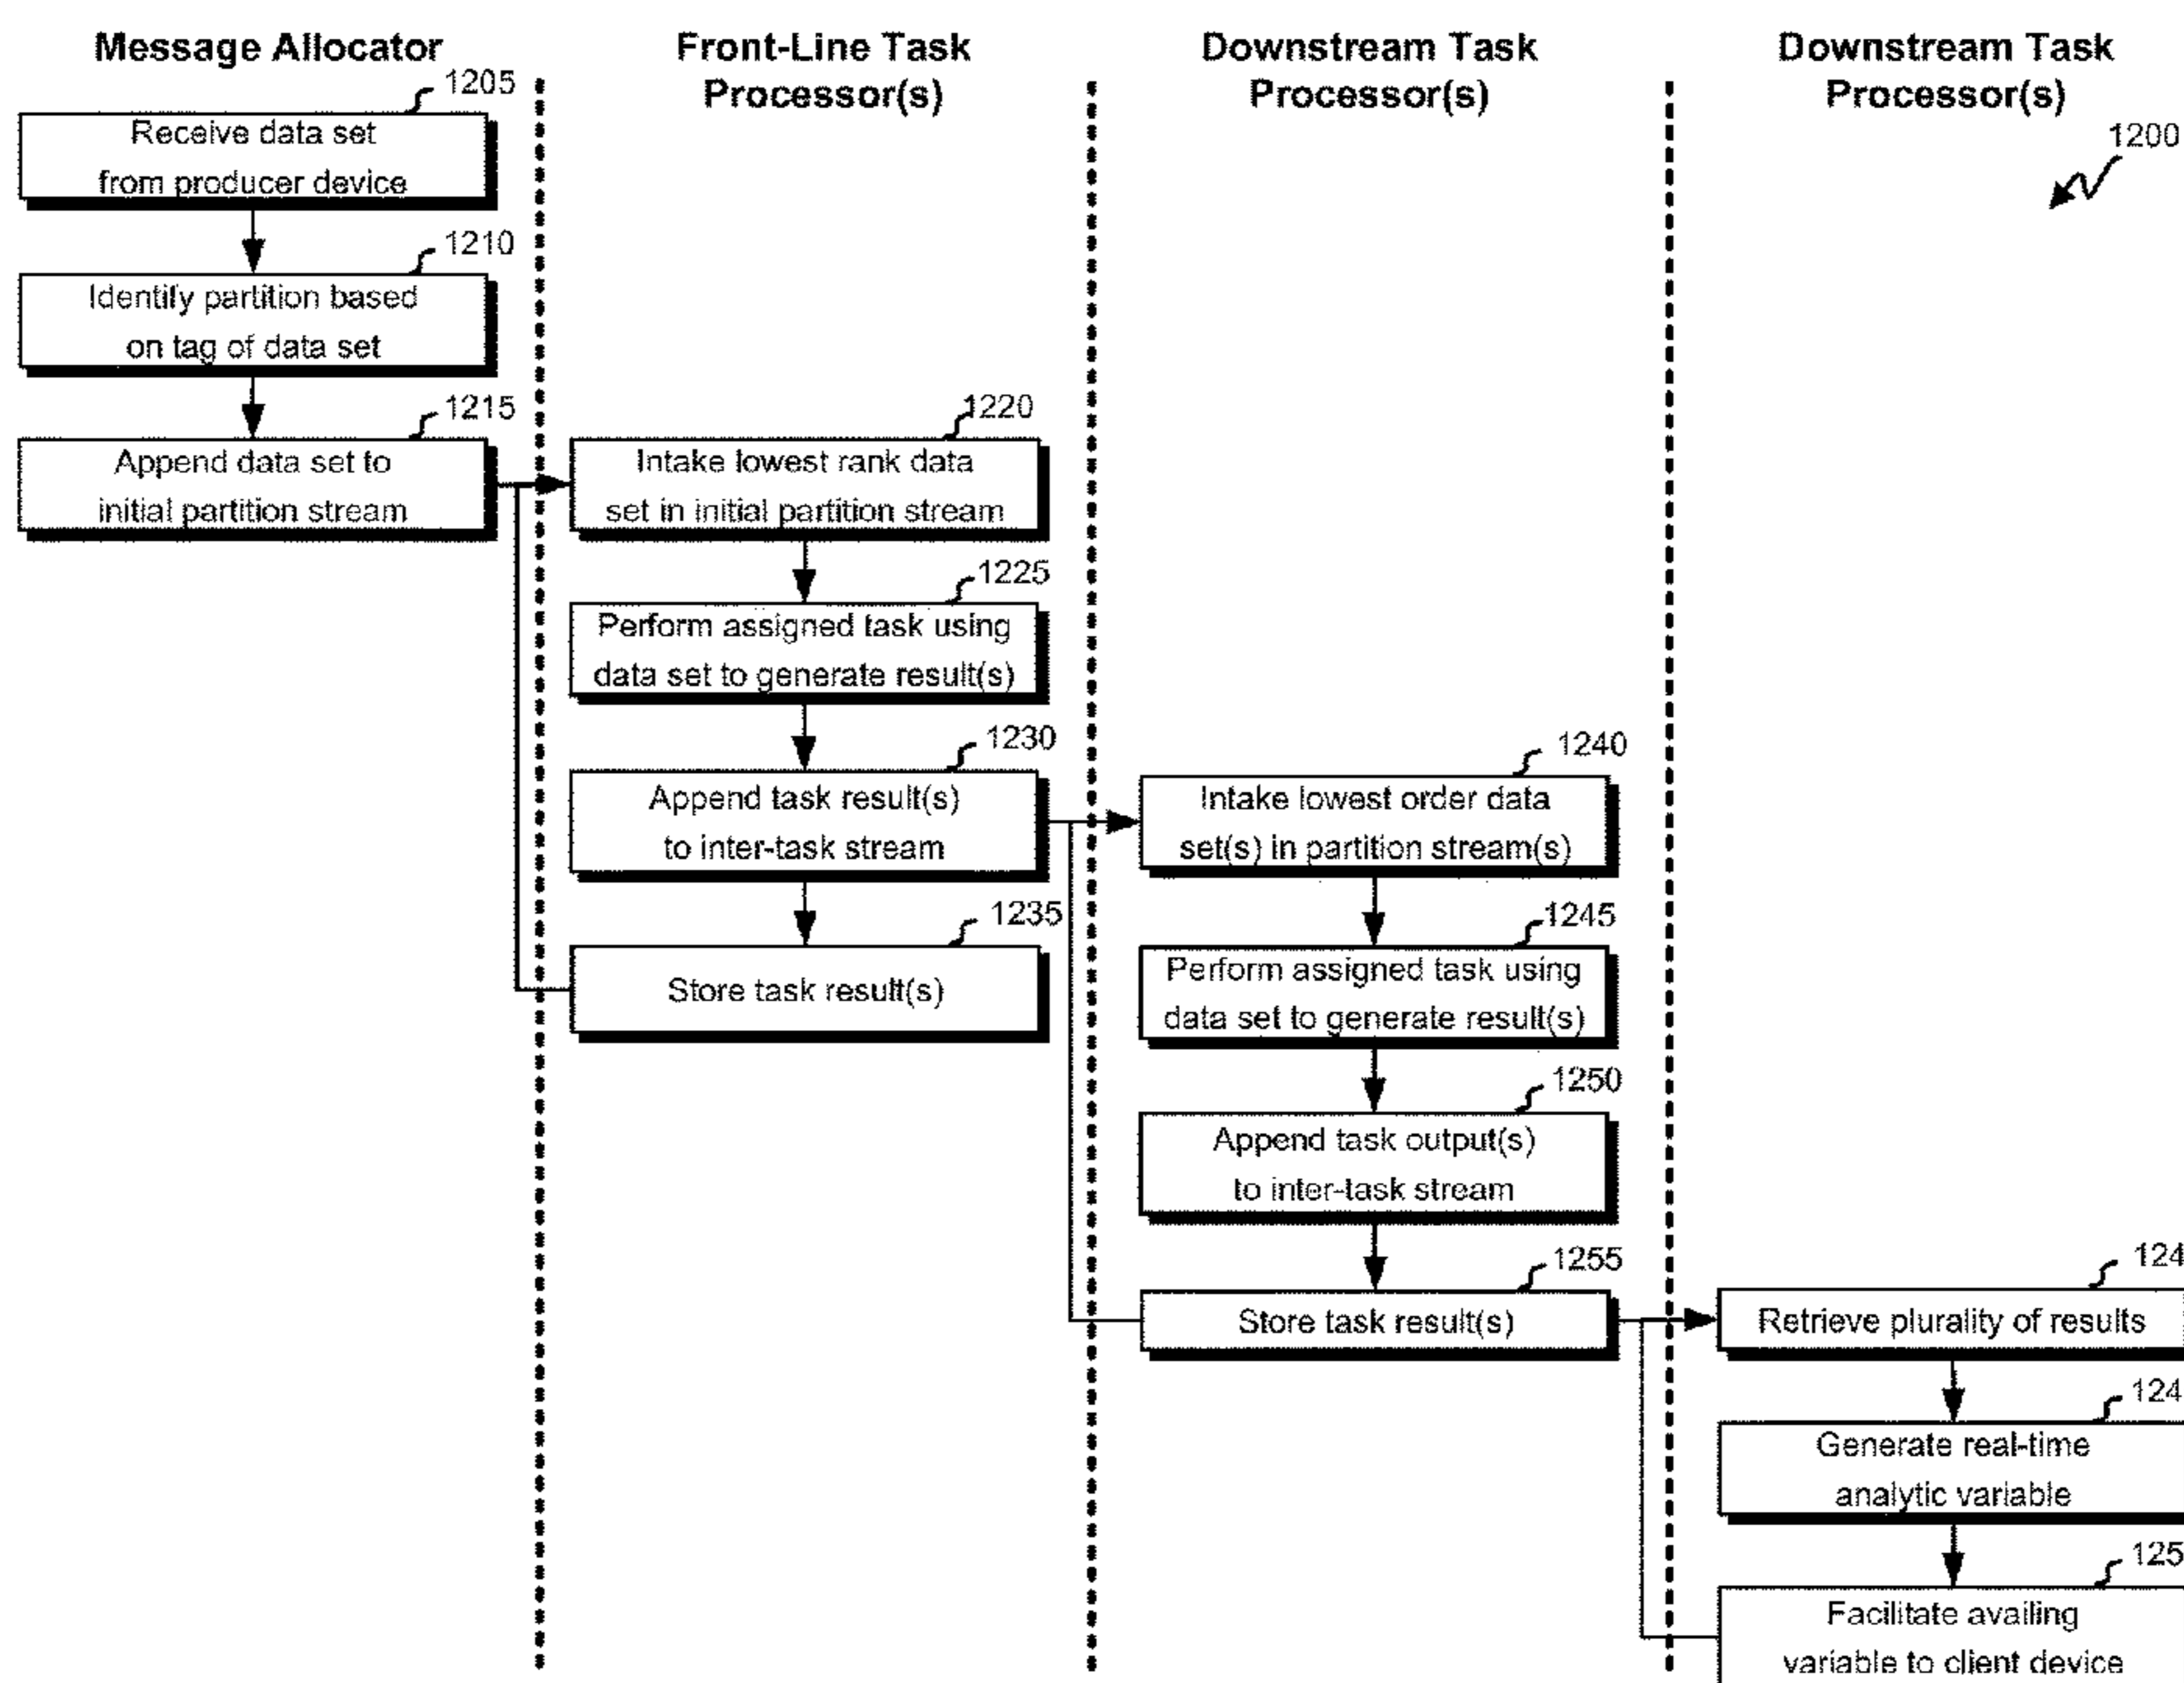 Message Allocator
Front-Line Task
Processor(s)
Downstream Task
Processor(s)
Downstream Task
Processor(s)
1200
1205
Receive data set
from producer device
1210
Identify partition based
on tag of data set
1215
Append data set to
initial partition stream
1220
Intake lowest rank data
set in initial partition stream
1225
Perform assigned task using
data set to generate result(s)
1230
Append task result(s)
to inter-task stream
1235
Store task result(s)
1240
Intake lowest order data
set(s) in partition stream(s)
1245
Perform assigned task using
data set to generate result(s)
1250
Append task output(s)
to inter-task stream
1255
Store task result(s)
124
Retrieve plurality of results
124
Generate real-time
analytic variable
125
Facilitate availing
variable to client device